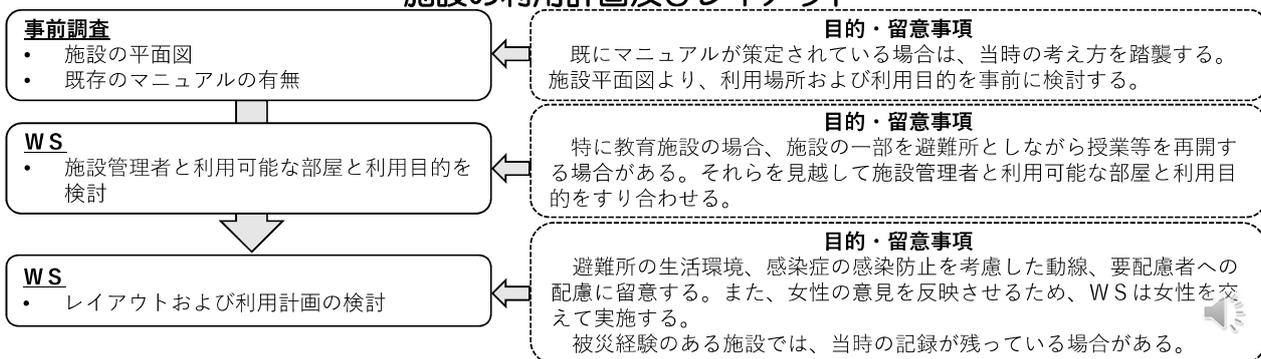 施設の利用計画及びレイアウト
事前調査
• 施設の平面図
• 既存のマニュアルの有無
目的・留意事項
既にマニュアルが策定されている場合は、当時の考え方を踏襲する。
施設平面図より、利用場所および利用目的を事前に検討する。
ＷＳ
• 施設管理者と利用可能な部屋と利用目的を
検討
目的・留意事項
特に教育施設の場合、施設の一部を避難所としながら授業等を再開す
る場合がある。それらを見越して施設管理者と利用可能な部屋と利用目
的をすり合わせる。
ＷＳ
• レイアウトおよび利用計画の検討
目的・留意事項
避難所の生活環境、感染症の感染防止を考慮した動線、要配慮者への
配慮に留意する。また、女性の意見を反映させるため、ＷＳは女性を交
えて実施する。
被災経験のある施設では、当時の記録が残っている場合がある。